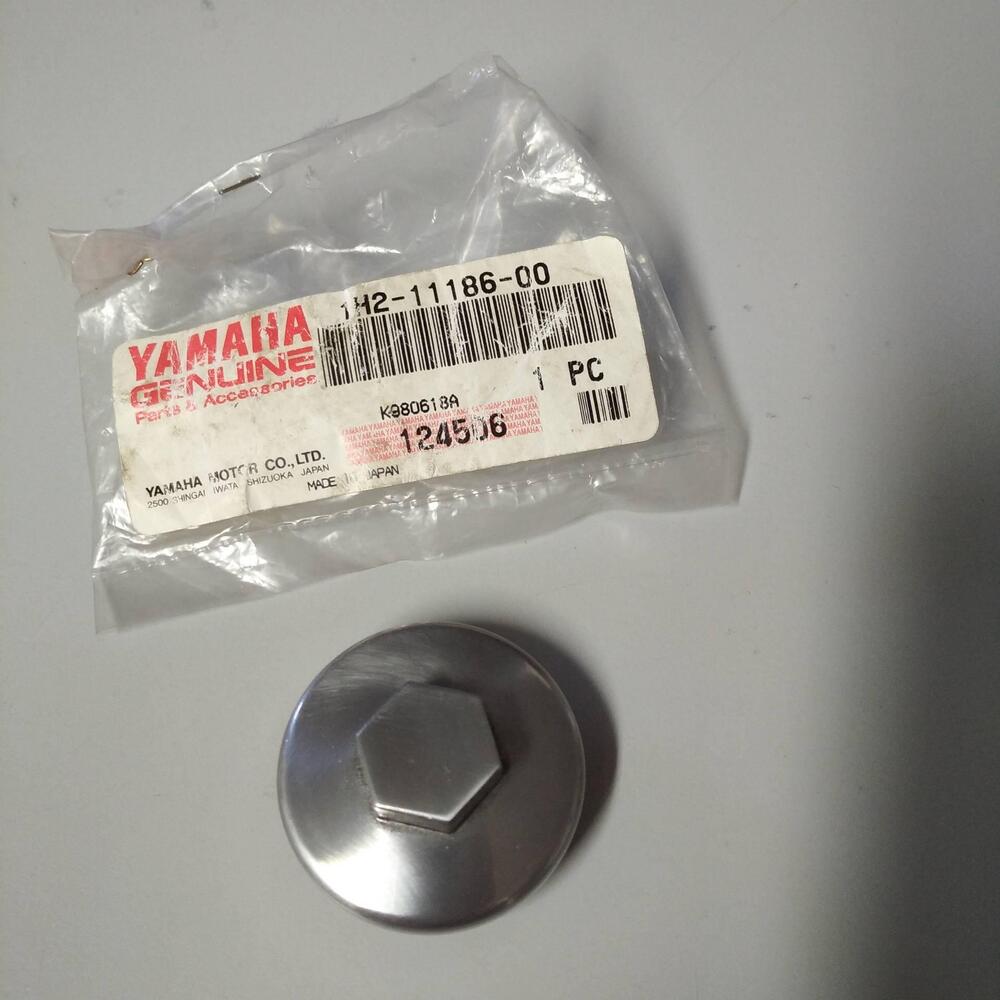 1H2-11186-00
YAMAHA
GENUINE
Parts & Accessories
1 PC
K980618A
124506
YAMAHA MOTOR CO.,LTD.
2500 SHINGAI IWATA SHIZUOKA JAPAN
MADE IN JAPAN